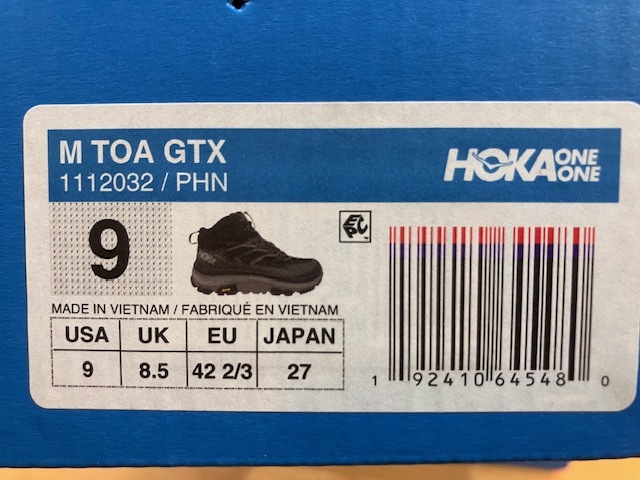 M TOA GTX
1112032 / PHN
HOKA ONE ONE
9
EPC
MADE IN VIETNAM / FABRIQUÉ EN VIETNAM
USA UK EU JAPAN
9 8.5 42 2/3 27
1 92410 64548 0